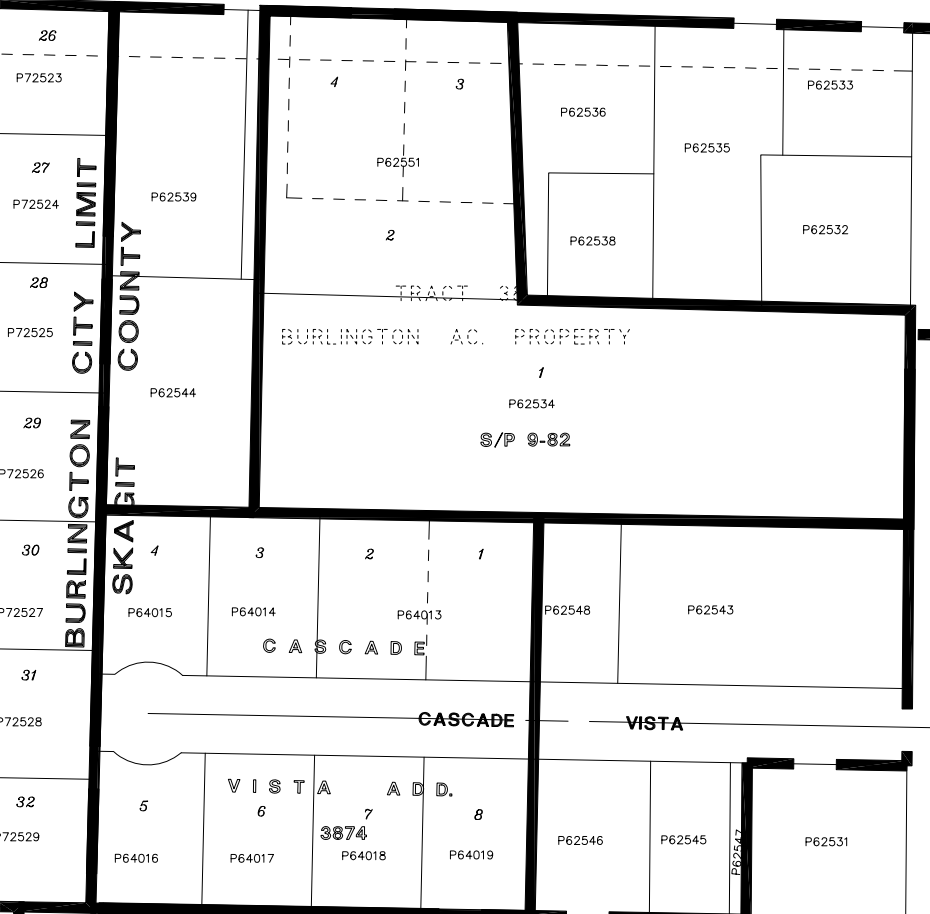 26
P72523
4
3
P62533
P62536
P62535
P62551
27
P72524
P62539
LIMIT
COUNTY
2
P62538
P62532
28
P72525
CITY
TRACT
BURLINGTON AC. PROPERTY
1
P62544
P62534
S/P 9-82
29
P72526
BURLINGTON
SKAGIT
30
4
3
2
1
P72527
P64015
P64014
P64013
P62548
P62543
CASCADE
31
P72528
CASCADE VISTA
VISTA ADD.
32
5
6
7
8
3874
P72529
P64016
P64017
P64018
P64019
P62546
P62545
P62547
P62531